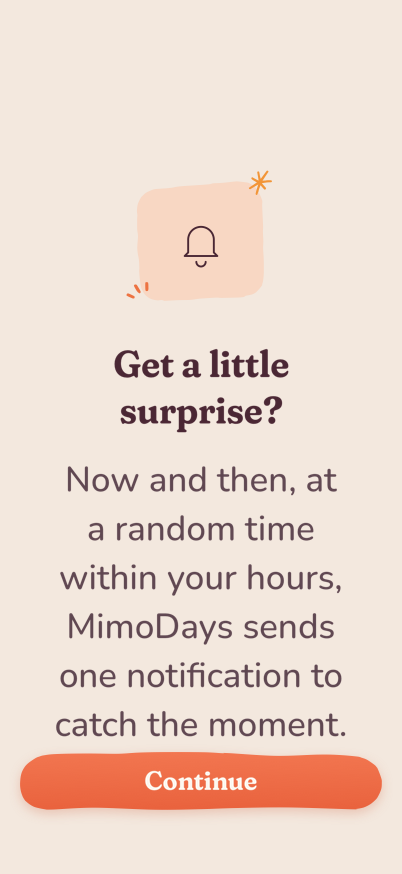 Get a little
surprise?
Now and then, at
a random time
within your hours,
MimoDays sends
one notification to
catch the moment.
Continue